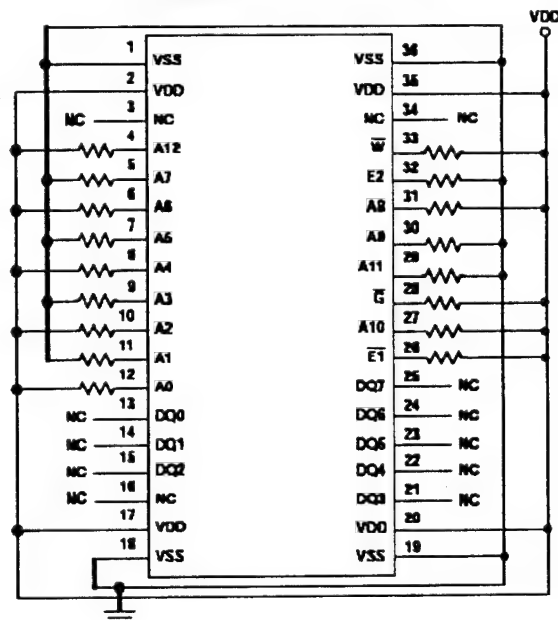 VDD
1 VSS VSS 36
2 VDD VDD 35
NC 3 NC NC 34 NC
4 A12 W 33
5 A7 E2 32
6 A6 A8 31
7 A5 A9 30
8 A4 A11 29
9 A3 G 28
10 A2 A10 27
11 A1 E1 26
12 A0 DQ7 25 NC
NC 13 DQ0 DQ6 24 NC
NC 14 DQ1 DQ5 23 NC
NC 15 DQ2 DQ4 22 NC
NC 16 NC DQ3 21 NC
17 VDD VDD 20
18 VSS VSS 19